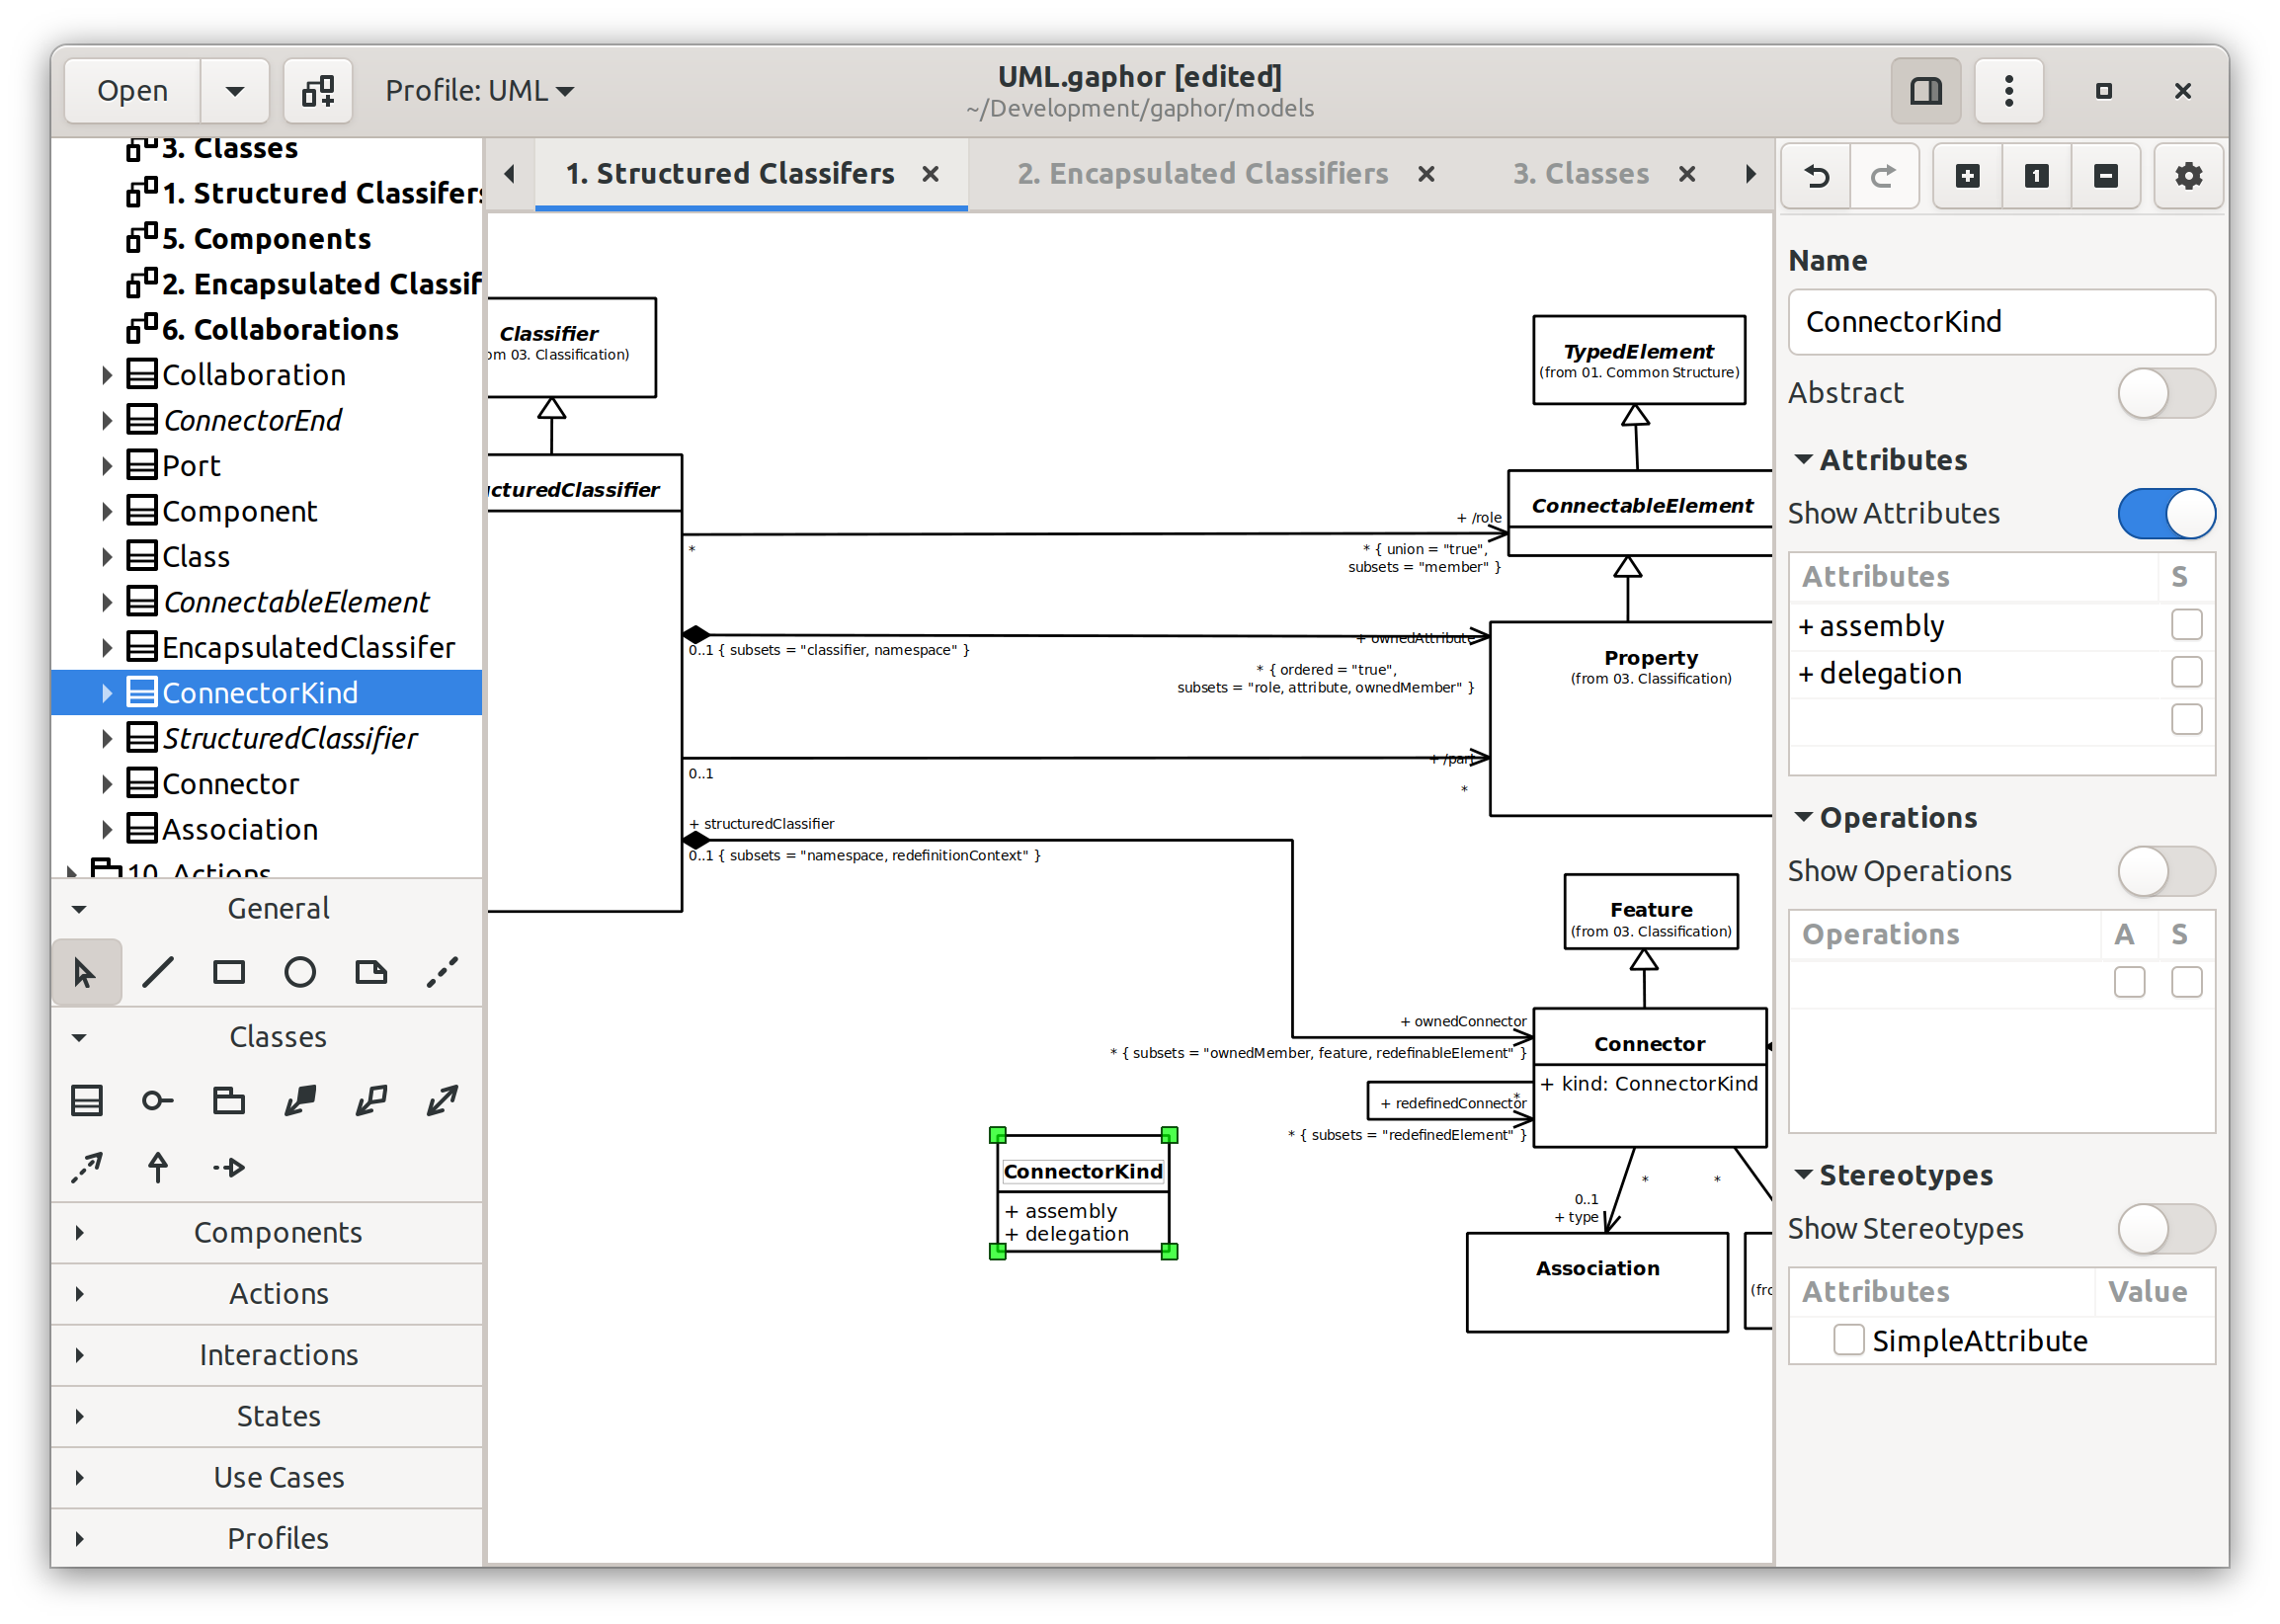 Open
Profile: UML
UML.gaphor [edited]
~/Development/gaphor/models
3. Classes
1. Structured Classifers
5. Components
2. Encapsulated Classif
6. Collaborations
Collaboration
ConnectorEnd
Port
Component
Class
ConnectableElement
EncapsulatedClassifer
ConnectorKind
StructuredClassifier
Connector
Association
10. Actions
General
Classes
Components
Actions
Interactions
States
Use Cases
Profiles
1. Structured Classifers
2. Encapsulated Classifiers
3. Classes
Classifier
om 03. Classification)
ucturedClassifier
TypedElement
(from 01. Common Structure)
ConnectableElement
+ /role
*
* { union = "true",
subsets = "member" }
+ ownedAttribute
0..1 { subsets = "classifier, namespace" }
* { ordered = "true",
subsets = "role, attribute, ownedMember" }
Property
(from 03. Classification)
+ /part
0..1
*
+ structuredClassifier
0..1 { subsets = "namespace, redefinitionContext" }
Feature
(from 03. Classification)
+ ownedConnector
* { subsets = "ownedMember, feature, redefinableElement" }
Connector
+ kind: ConnectorKind
*
+ redefinedConnector
* { subsets = "redefinedElement" }
ConnectorKind
+ assembly
+ delegation
*
*
0..1
+ type
Association
(fro
Name
ConnectorKind
Abstract
Attributes
Show Attributes
Attributes S
+ assembly
+ delegation
Operations
Show Operations
Operations A S
Stereotypes
Show Stereotypes
Attributes Value
SimpleAttribute